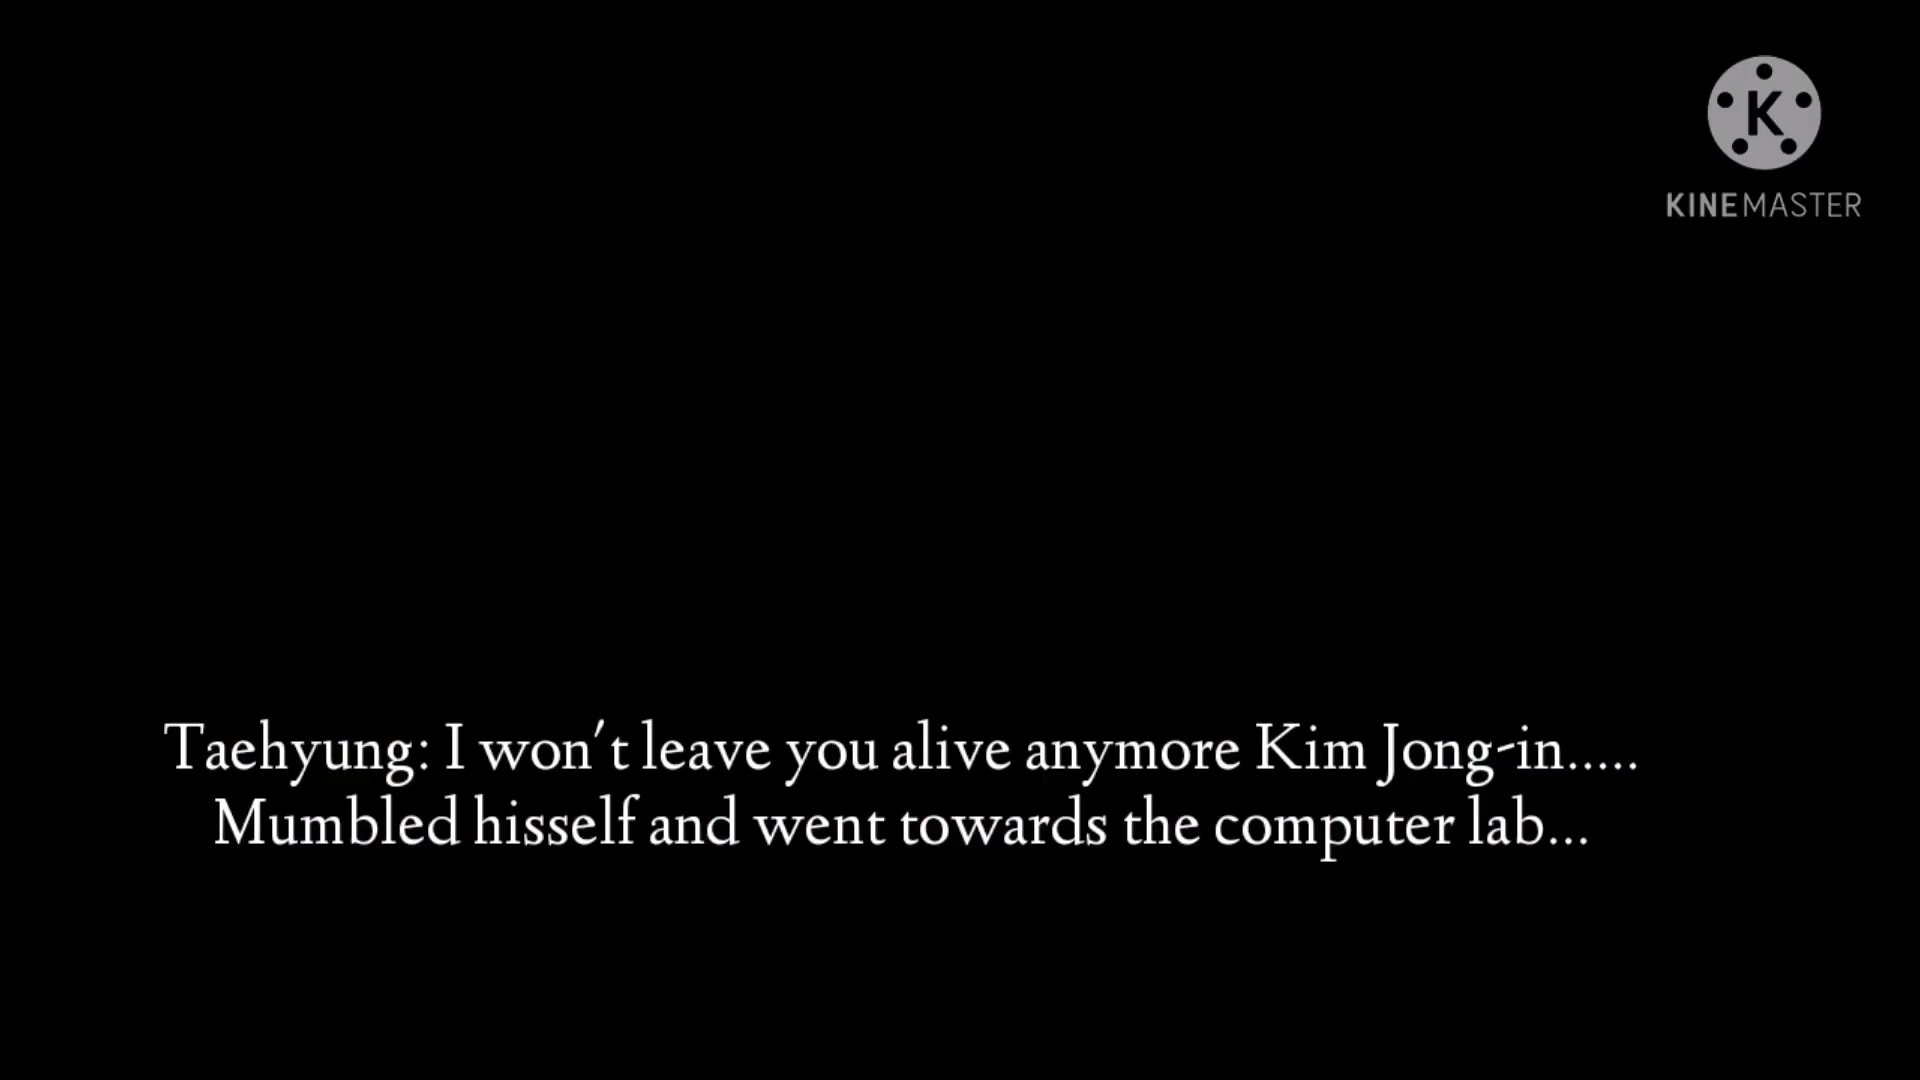 K
KINEMASTER
Taehyung: I won't leave you alive anymore Kim Jong-in.....
Mumbled hisself and went towards the computer lab...